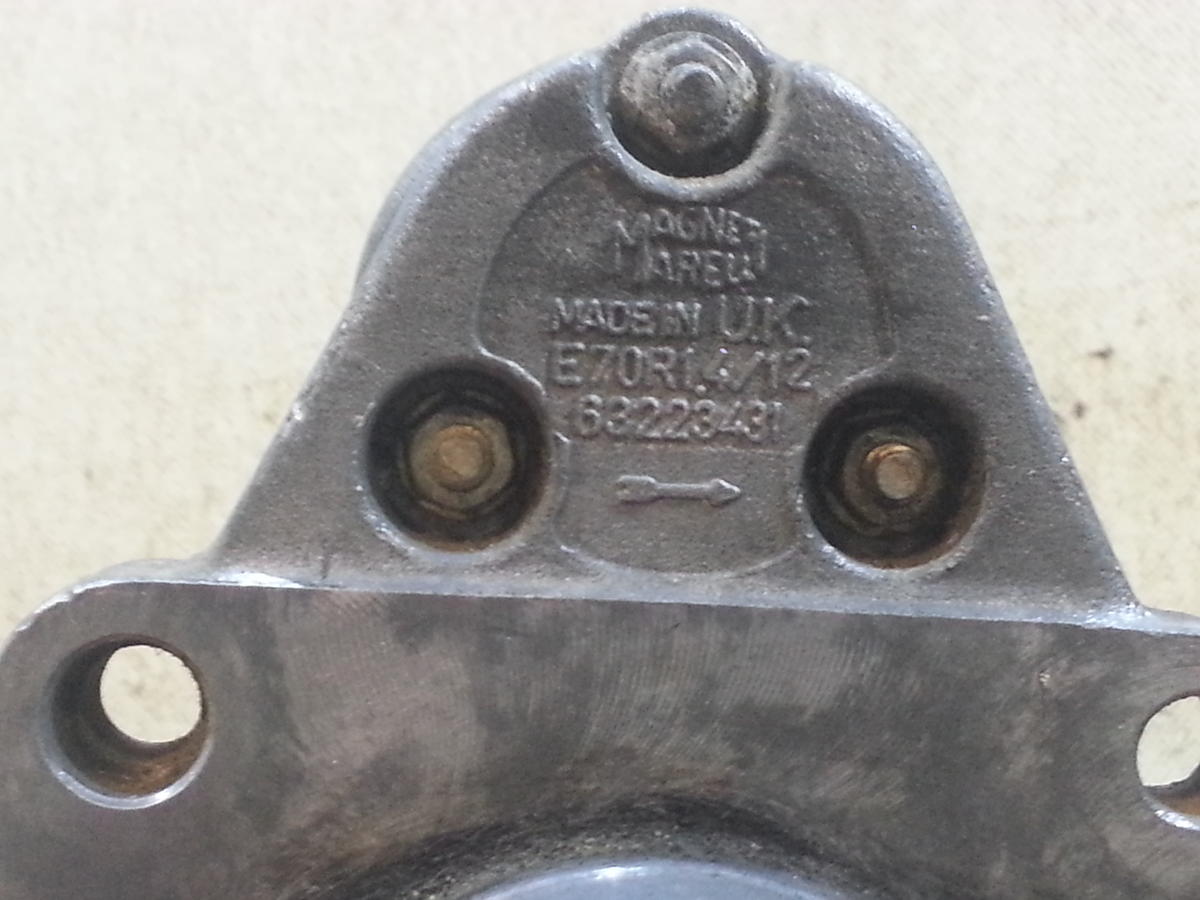 MAGNETI
MARELLI
MADE IN U.K.
E70R1,4/12
63223431